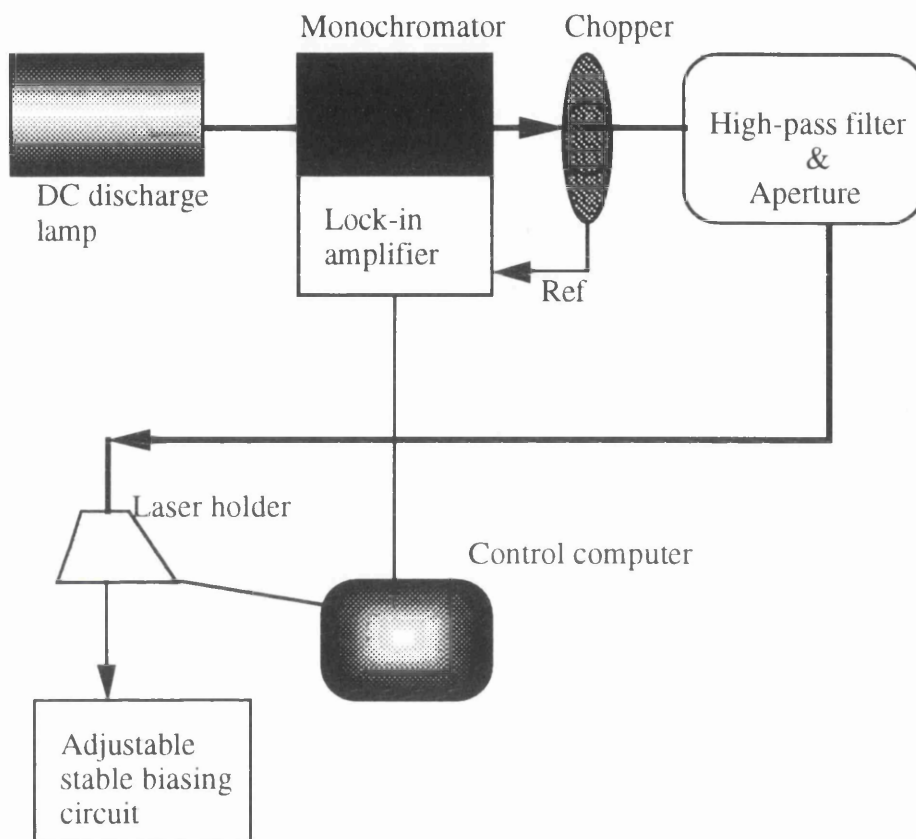 Monochromator
Chopper
High-pass filter
&
Aperture
DC discharge
lamp
Lock-in
amplifier
Ref
Laser holder
Control computer
Adjustable
stable biasing
circuit